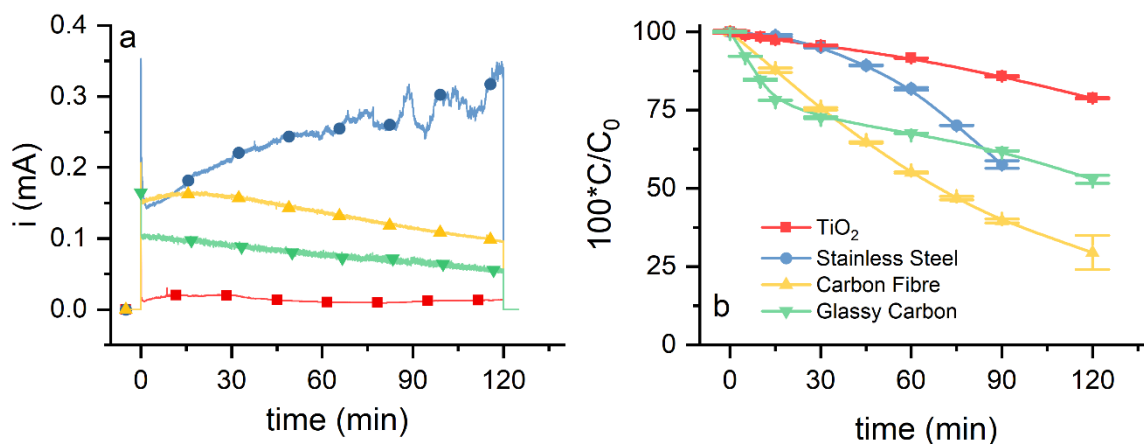 a
0.4
0.3
0.2
0.1
0.0
i (mA)
0 30 60 90 120
time (min)
100
75
50
25
0
100*C/C₀
TiO₂
Stainless Steel
Carbon Fibre
Glassy Carbon
b
0 30 60 90 120
time (min)